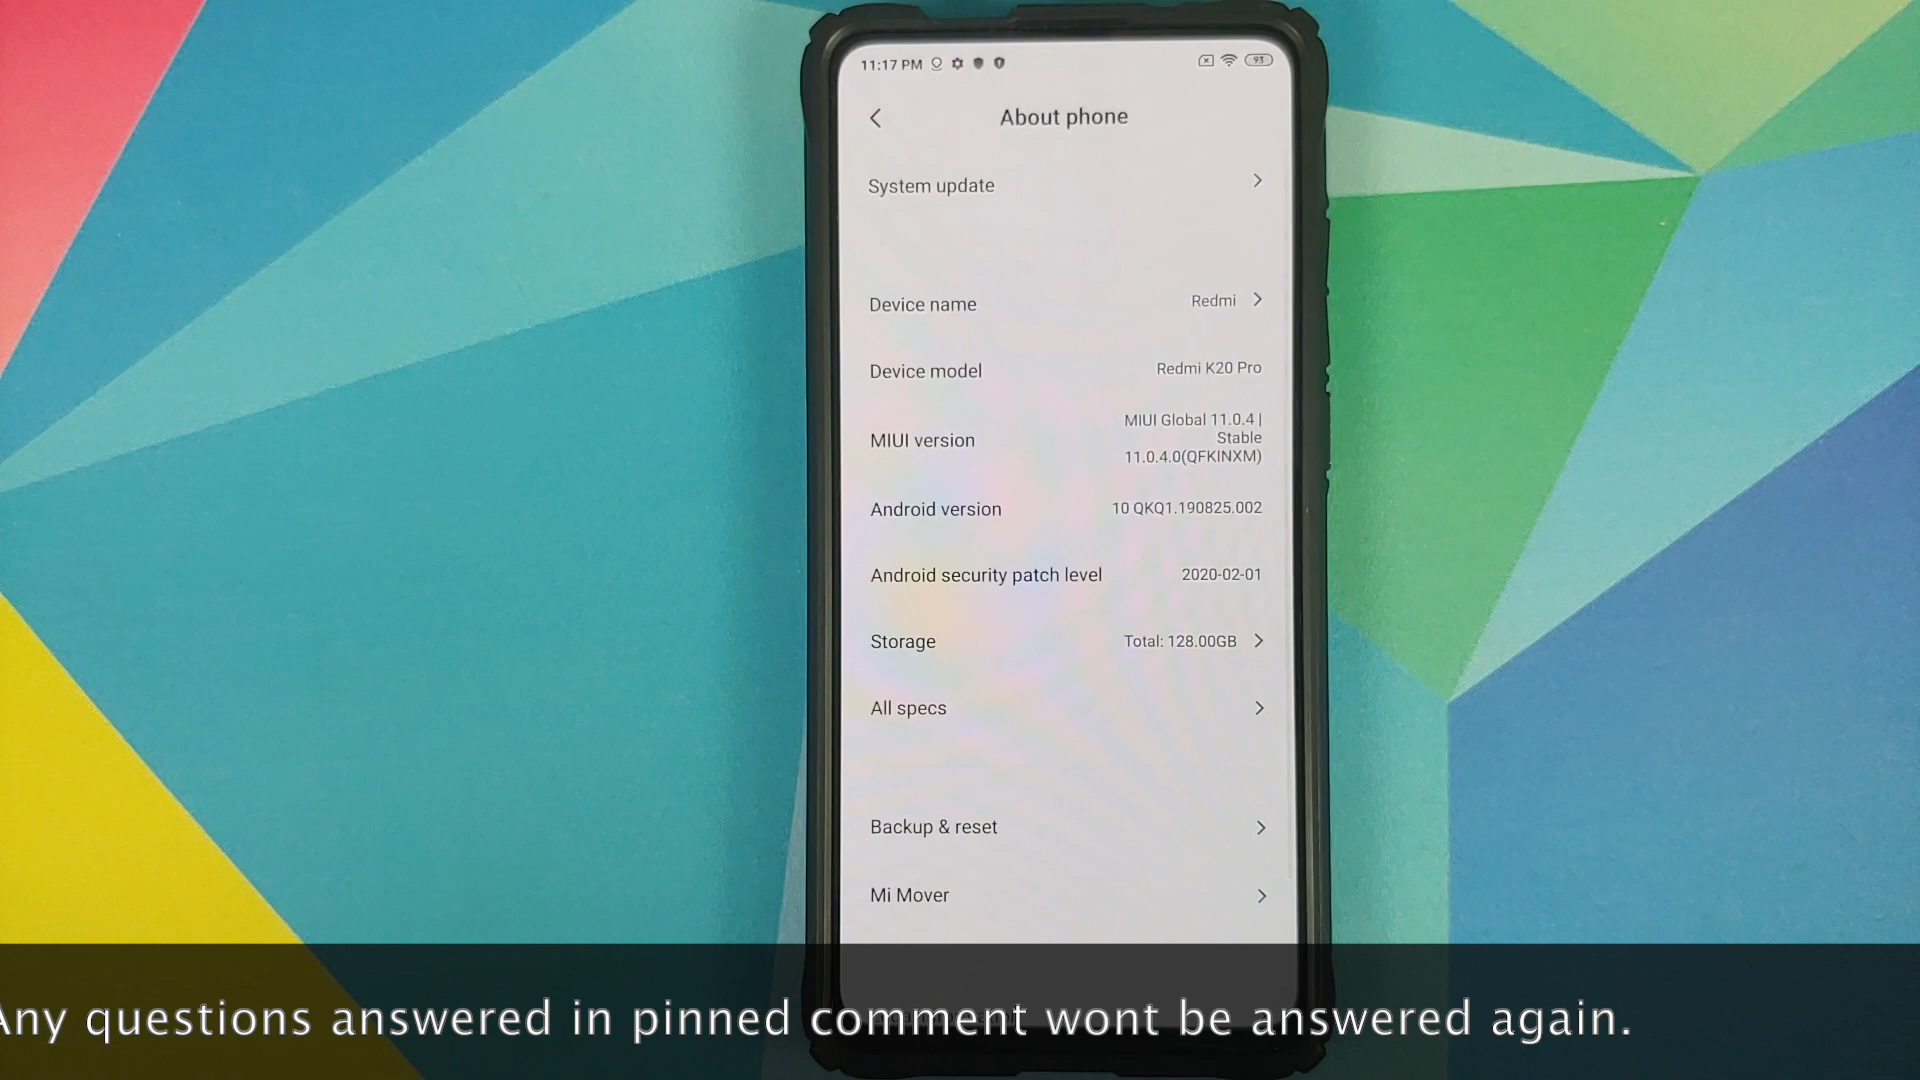 11:17 PM
93
About phone
System update
Device name Redmi
Device model Redmi K20 Pro
MIUI version MIUI Global 11.0.4 |
Stable
11.0.4.0(QFKINXM)
Android version 10 QKQ1.190825.002
Android security patch level 2020-02-01
Storage Total: 128.00GB
All specs
Backup & reset
Mi Mover
Any questions answered in pinned comment wont be answered again.